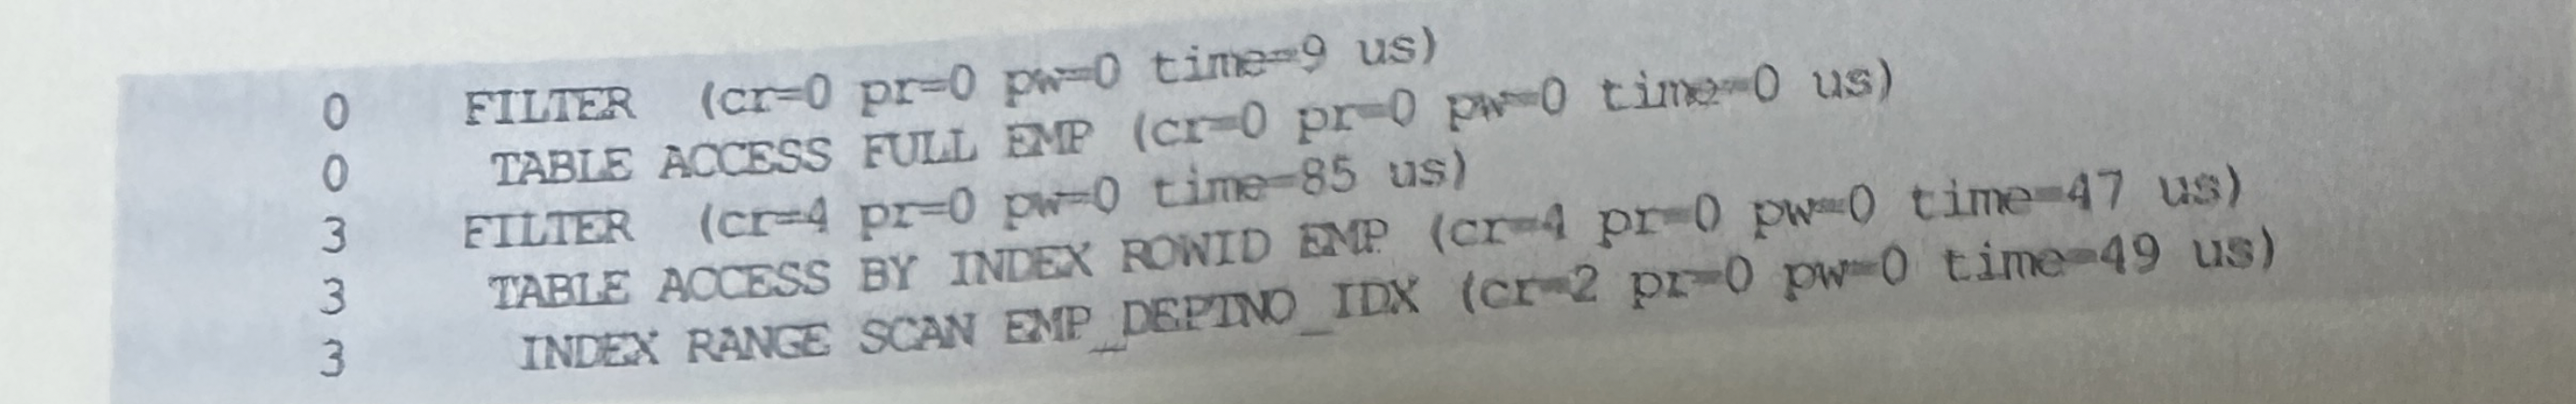 0 FILTER (cr=0 pr=0 pw=0 time=9 us)
0 TABLE ACCESS FULL EMP (cr=0 pr=0 pw=0 time=0 us)
3 FILTER (cr=4 pr=0 pw=0 time=85 us)
3 TABLE ACCESS BY INDEX ROWID EMP (cr=4 pr=0 pw=0 time=47 us)
3 INDEX RANGE SCAN EMP_DEPTNO_IDX (cr=2 pr=0 pw=0 time=49 us)